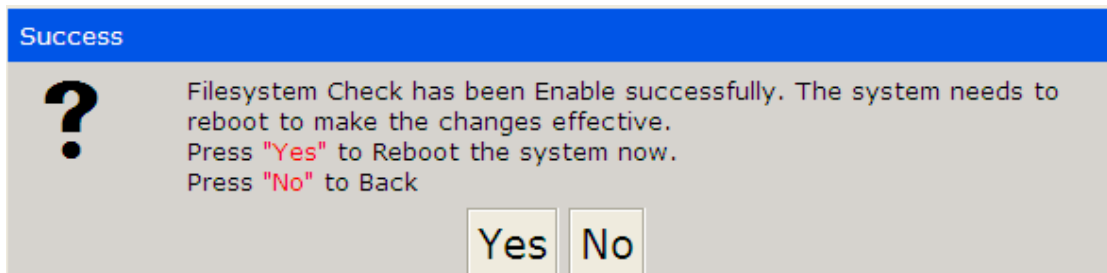 Success
Filesystem Check has been Enable successfully. The system needs to
reboot to make the changes effective.
Press "Yes" to Reboot the system now.
Press "No" to Back
Yes No